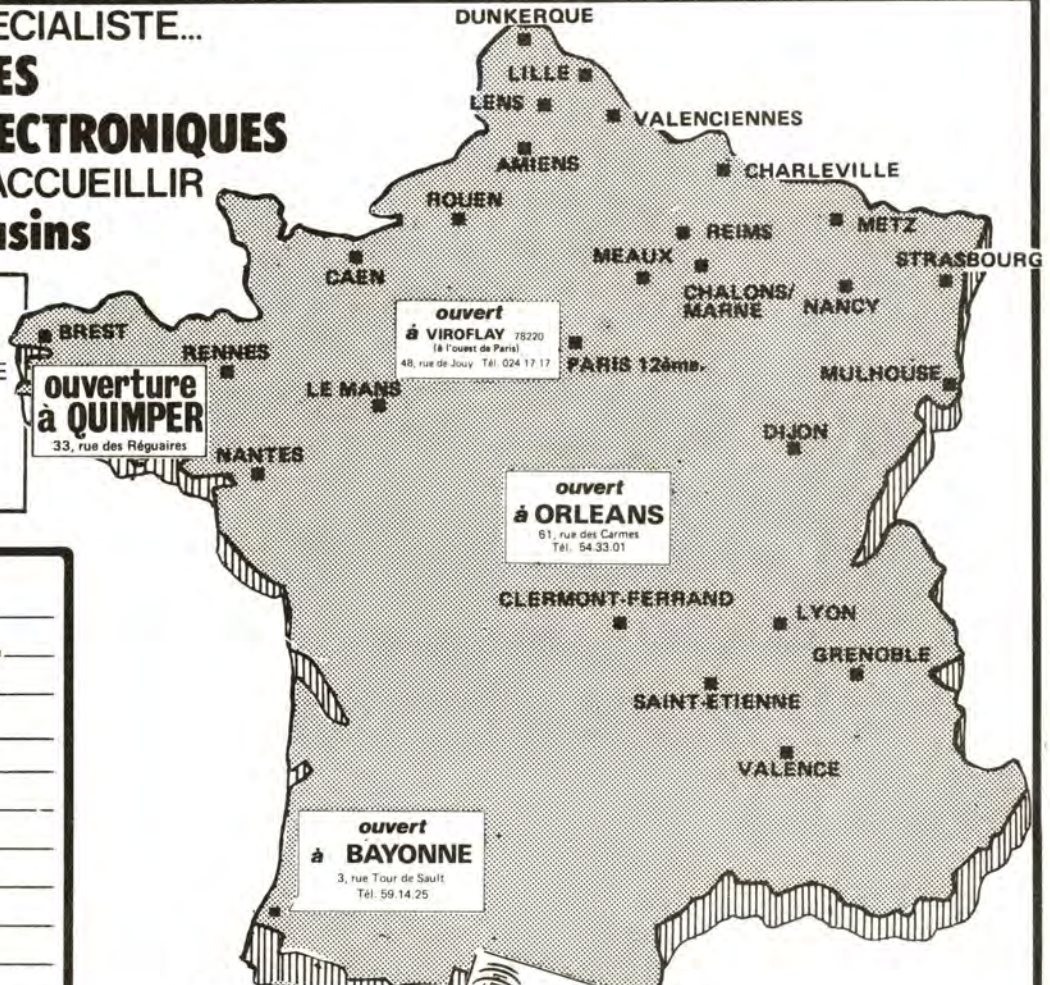 ECIALISTE...
ES
ECTRONIQUES
ACCUEILLIR
sins
E
DUNKERQUE
LILLE
LENS
VALENCIENNES
AMIENS
CHARLEVILLE
ROUEN
REIMS
METZ
MEAUX
STRASBOURG
CAEN
CHALONS/
MARNE
NANCY
ouvert
à VIROFLAY 78220
(à l'ouest de Paris)
48, rue de Jouy Tél. 024 17 17
BREST
RENNES
PARIS 12ème.
ouverture
à QUIMPER
33, rue des Réguaires
LE MANS
MULHOUSE
DIJON
NANTES
ouvert
à ORLEANS
61, rue des Carmes
Tél. 54.33.01
CLERMONT-FERRAND
LYON
GRENOBLE
SAINT-ETIENNE
VALENCE
ouvert
à BAYONNE
3, rue Tour de Sault
Tél. 59.14.25